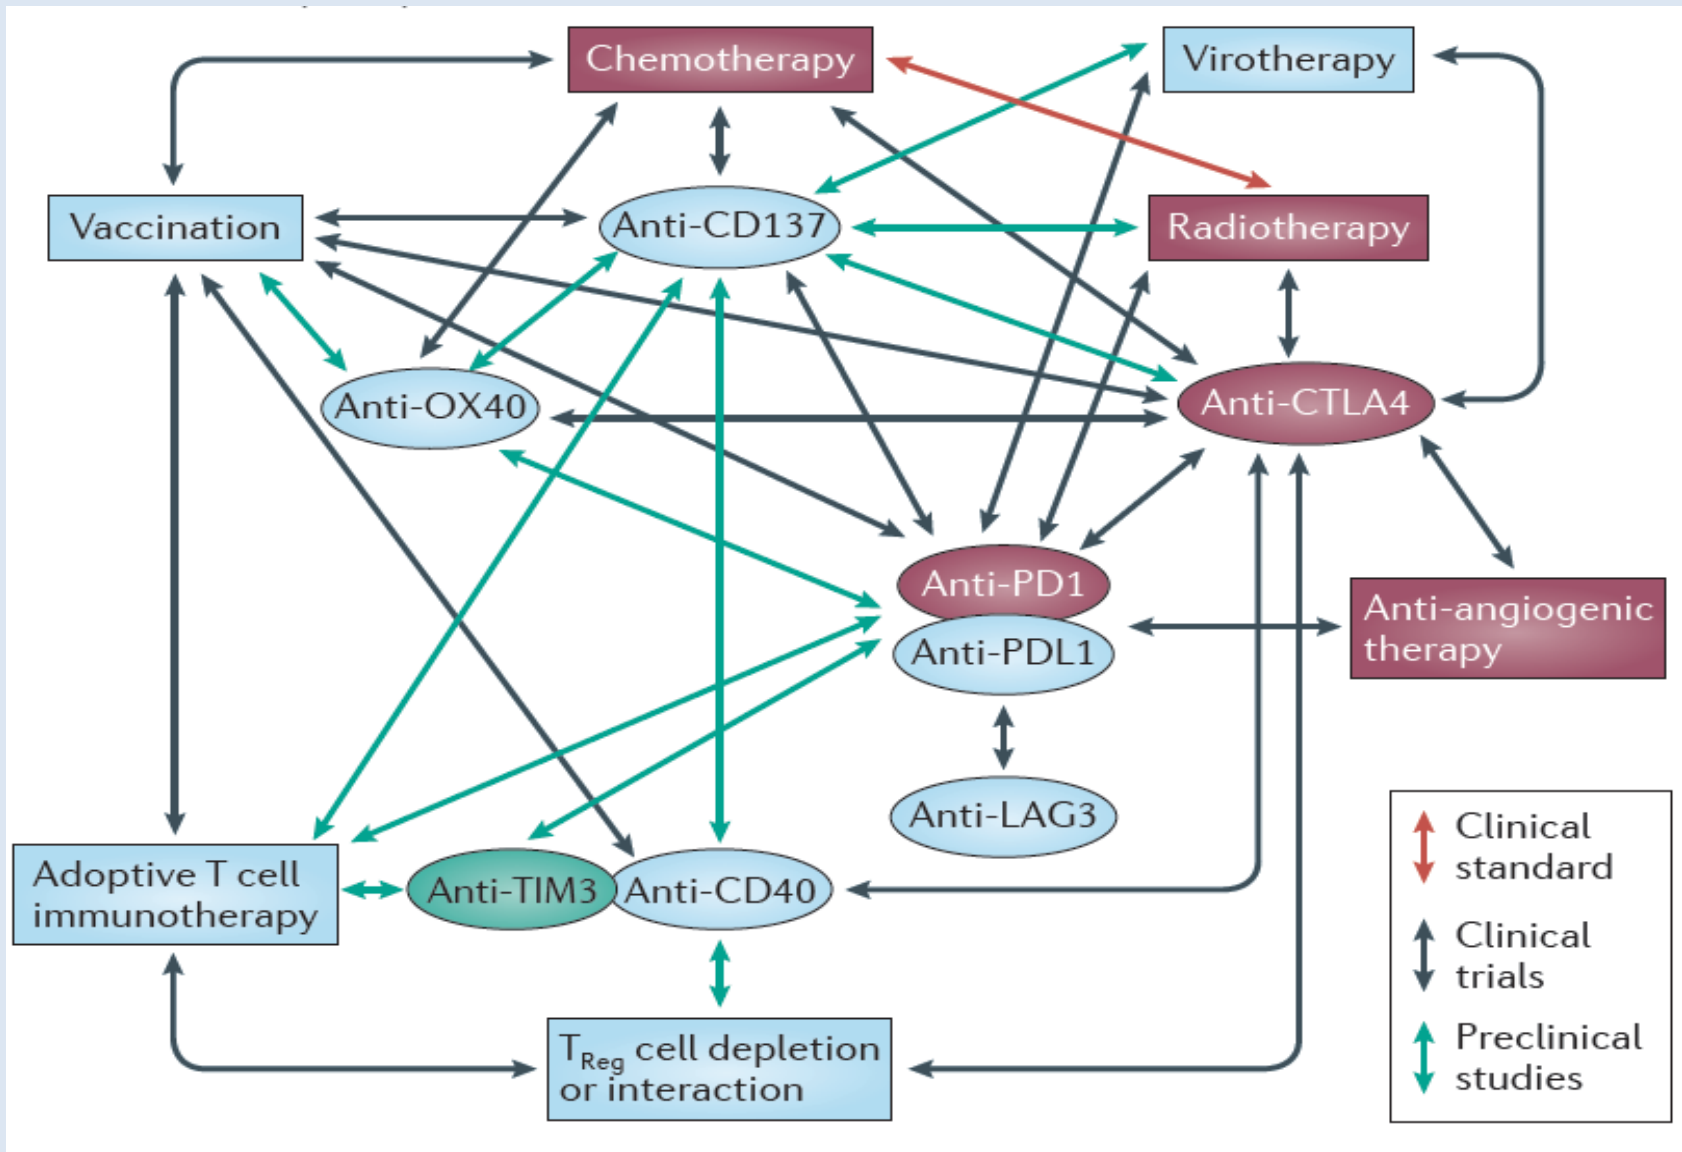 Chemotherapy
Virotherapy
Vaccination
Anti-CD137
Radiotherapy
Anti-OX40
Anti-CTLA4
Anti-PD1
Anti-angiogenic
therapy
Anti-PDL1
Anti-LAG3
Adoptive T cell
immunotherapy
Anti-TIM3
Anti-CD40
TReg cell depletion
or interaction
Clinical
standard
Clinical
trials
Preclinical
studies